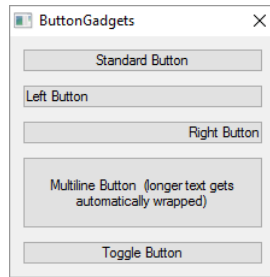 ButtonGadgets
Standard Button
Left Button
Right Button
Multiline Button  (longer text gets
automatically wrapped)
Toggle Button